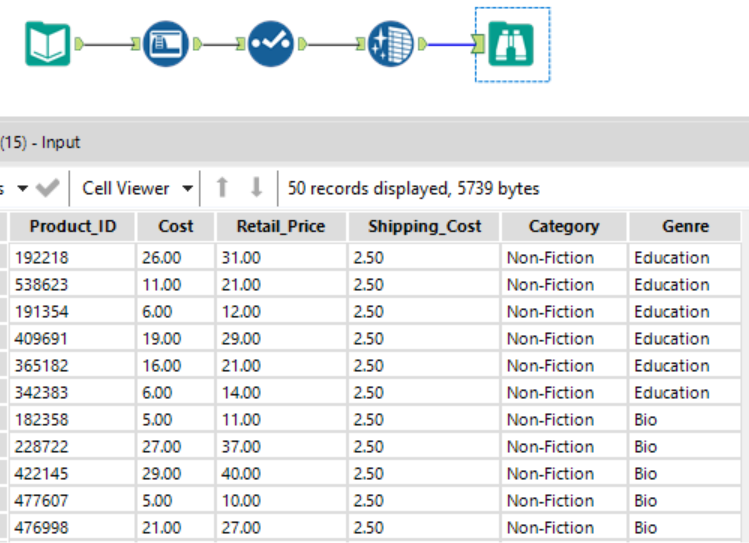 (15) - Input
s Cell Viewer 50 records displayed, 5739 bytes
Product_ID Cost Retail_Price Shipping_Cost Category Genre
192218 26.00 31.00 2.50 Non-Fiction Education
538623 11.00 21.00 2.50 Non-Fiction Education
191354 6.00 12.00 2.50 Non-Fiction Education
409691 19.00 29.00 2.50 Non-Fiction Education
365182 16.00 21.00 2.50 Non-Fiction Education
342383 6.00 14.00 2.50 Non-Fiction Education
182358 5.00 11.00 2.50 Non-Fiction Bio
228722 27.00 37.00 2.50 Non-Fiction Bio
422145 29.00 40.00 2.50 Non-Fiction Bio
477607 5.00 10.00 2.50 Non-Fiction Bio
476998 21.00 27.00 2.50 Non-Fiction Bio